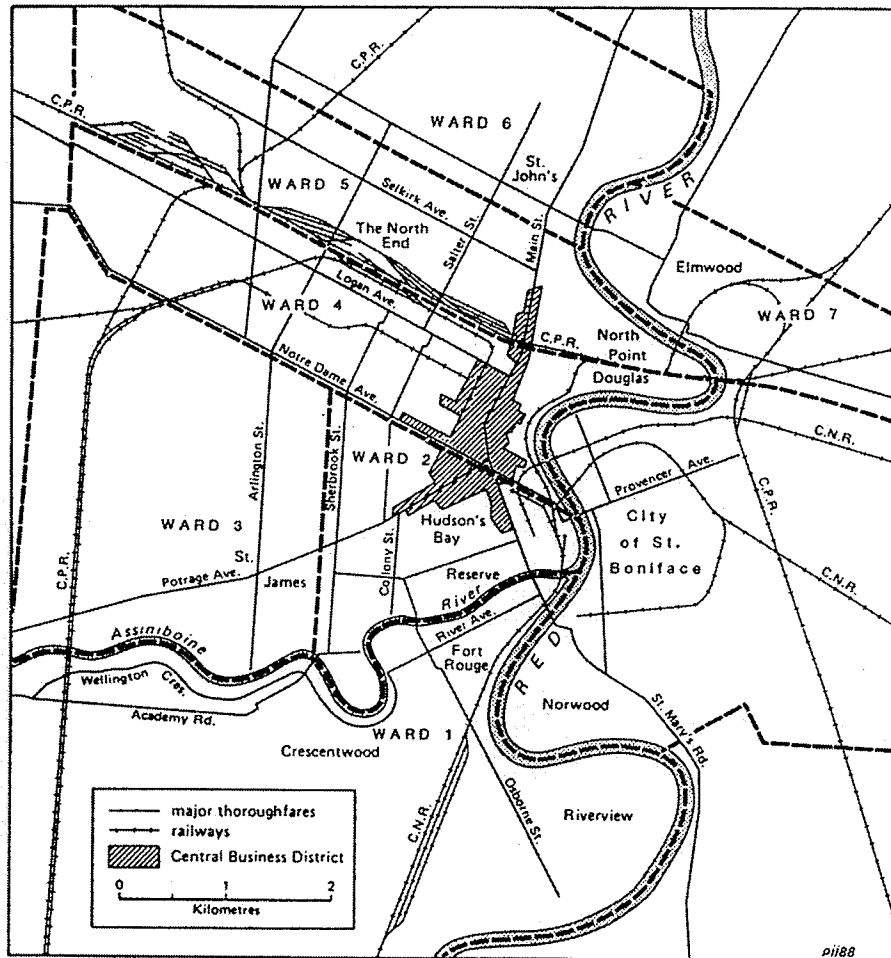 C.P.R.
C.P.R.
WARD 6
St.
John's
WARD 5
Selkirk Ave.
The North
End
Salter St.
Main St.
RIVER
Elmwood
Logan Ave.
WARD 4
WARD 7
C.P.R.
North
Point
Douglas
Notre Dame Ave.
C.N.R.
Arlington St.
Sherbrook St.
WARD 2
Provencer Ave.
C.P.R.
WARD 3
Hudson's
Bay
City
of St.
Boniface
C.P.R.
St.
James
Potrage Ave.
Collony St.
Reserve
C.N.R.
Assiniboine
River
River Ave.
Fort
Rouge
RED
Wellington
Cres.
Academy Rd.
Norwood
St. Mary's Rd.
WARD 1
Crescentwood
C.N.R.
Osborne St.
Riverview
major thoroughfares
railways
Central Business District
0 1 2
Kilometres
pjj88